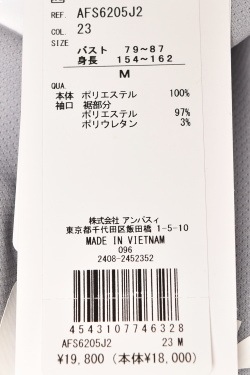 REF. AFS6205J2
COL. 23
SIZE
バスト 79~87
身長 154~162
M
QUA.
本体 ポリエステル 100%
袖口 裾部分
ポリエステル 97%
ポリウレタン 3%
株式会社 アンパスィ
東京都千代田区飯田橋 1-5-10
MADE IN VIETNAM
096
2408-2452352
4543107746328
AFS6205J2 23 M
¥19,800 (本体¥18,000)